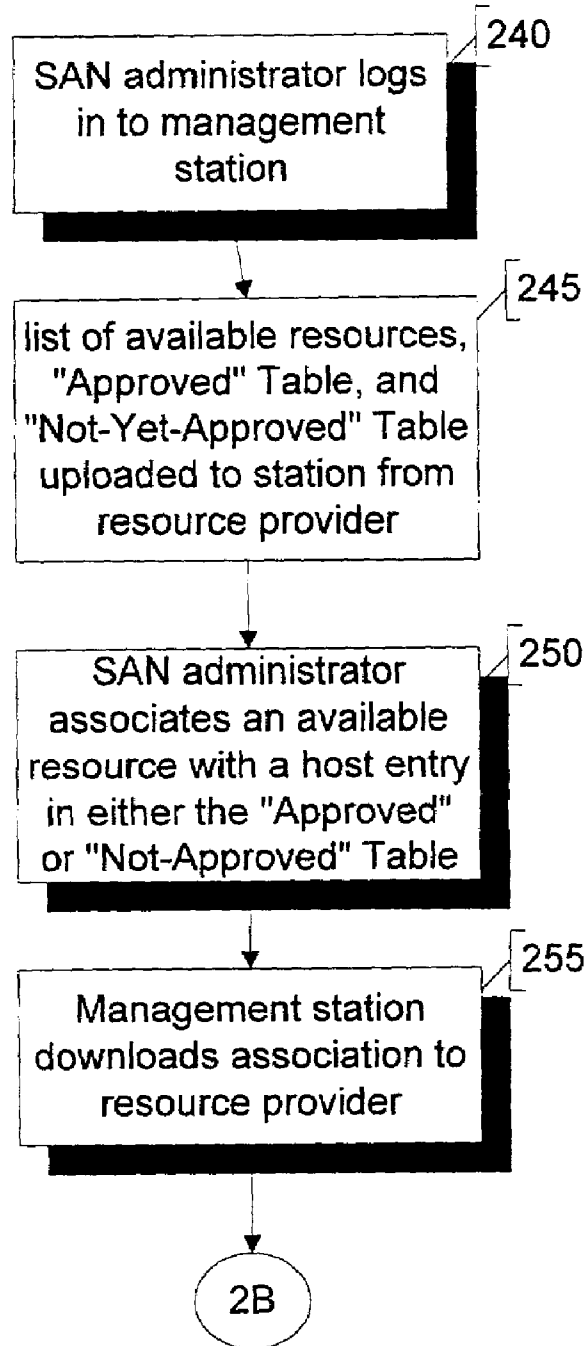 240
SAN administrator logs
in to management
station
245
list of available resources,
"Approved" Table, and
"Not-Yet-Approved" Table
uploaded to station from
resource provider
250
SAN administrator
associates an available
resource with a host entry
in either the "Approved"
or "Not-Approved" Table
255
Management station
downloads association to
resource provider
2B